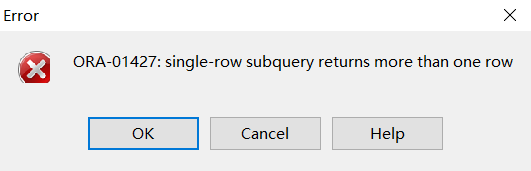 Error
ORA-01427: single-row subquery returns more than one row
OK
Cancel
Help